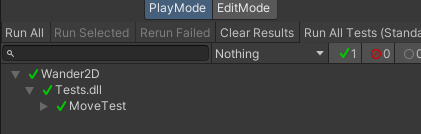 PlayMode EditMode
Run All Run Selected Rerun Failed Clear Results Run All Tests (Standa
Nothing 1 0 0
Wander2D
Tests.dll
MoveTest